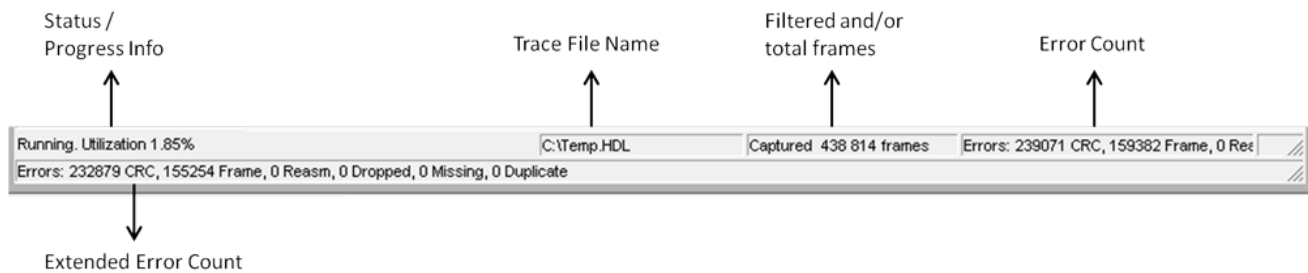 Status /
Progress Info
Trace File Name
Filtered and/or
total frames
Error Count
Running. Utilization 1.85%
C:\Temp.HDL
Captured 438 814 frames
Errors: 239071 CRC, 159382 Frame, 0 Rea
Errors: 232879 CRC, 155254 Frame, 0 Reasm, 0 Dropped, 0 Missing, 0 Duplicate
Extended Error Count